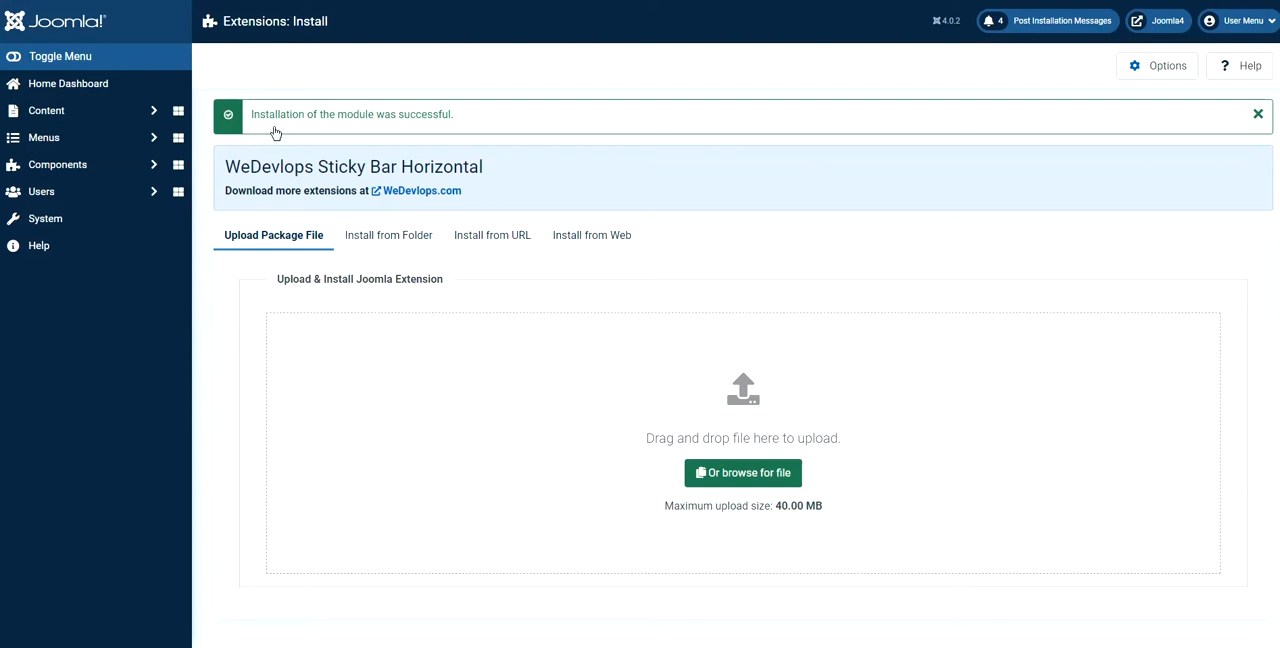 Joomla!®
Extensions: Install
4.0.2
4 Post Installation Messages
Joomla4
User Menu
Toggle Menu
Home Dashboard
Content
Menus
Components
Users
System
Help
Options
? Help
Installation of the module was successful.
WeDevlops Sticky Bar Horizontal
Download more extensions at WeDevlops.com
Upload Package File
Install from Folder
Install from URL
Install from Web
Upload & Install Joomla Extension
Drag and drop file here to upload.
Or browse for file
Maximum upload size: 40.00 MB